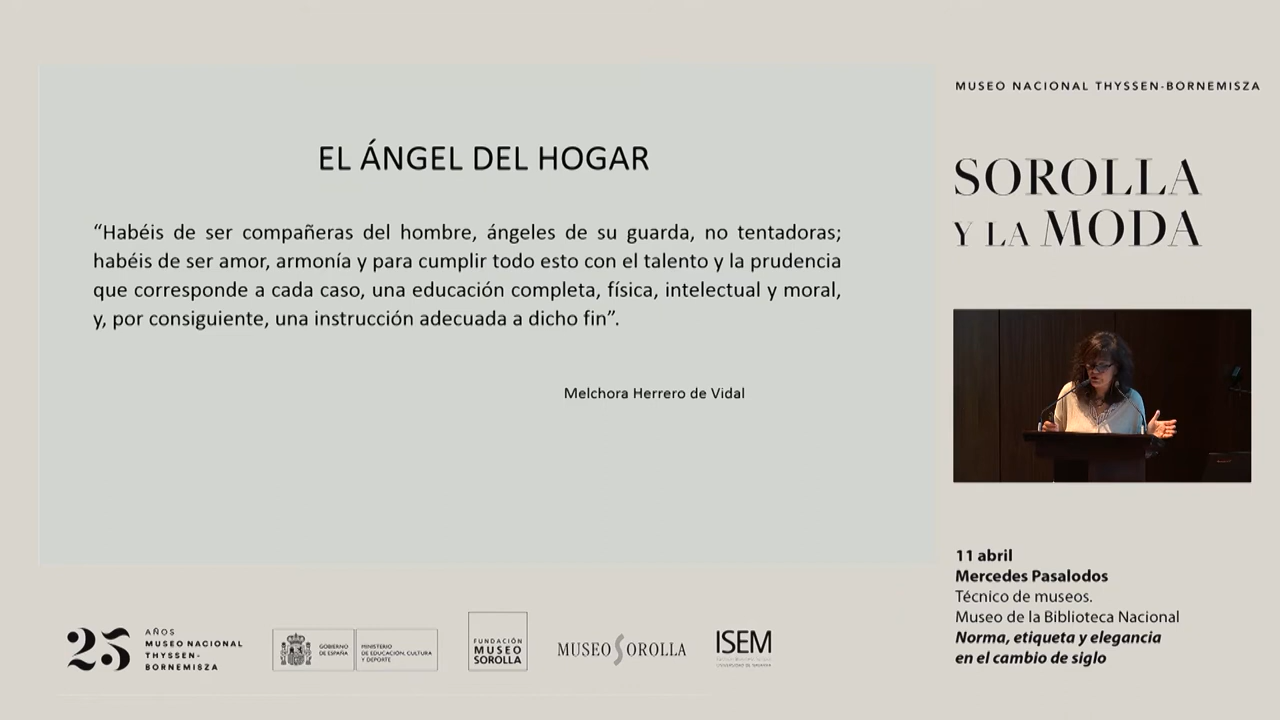 MUSEO NACIONAL THYSSEN-BORNEMISZA
SOROLLA
Y LA MODA
EL ÁNGEL DEL HOGAR
“Habéis de ser compañeras del hombre, ángeles de su guarda, no tentadoras;
habéis de ser amor, armonía y para cumplir todo esto con el talento y la prudencia
que corresponde a cada caso, una educación completa, física, intelectual y moral,
y, por consiguiente, una instrucción adecuada a dicho fin”.
Melchora Herrero de Vidal
11 abril
Mercedes Pasalodos
Técnico de museos.
Museo de la Biblioteca Nacional
Norma, etiqueta y elegancia
en el cambio de siglo
25
AÑOS
MUSEO NACIONAL
THYSSEN-
BORNEMISZA
GOBIERNO
DE ESPAÑA
MINISTERIO
DE EDUCACIÓN, CULTURA
Y DEPORTE
FUNDACIÓN
MUSEO
SOROLLA
MUSEO SOROLLA
ISEM